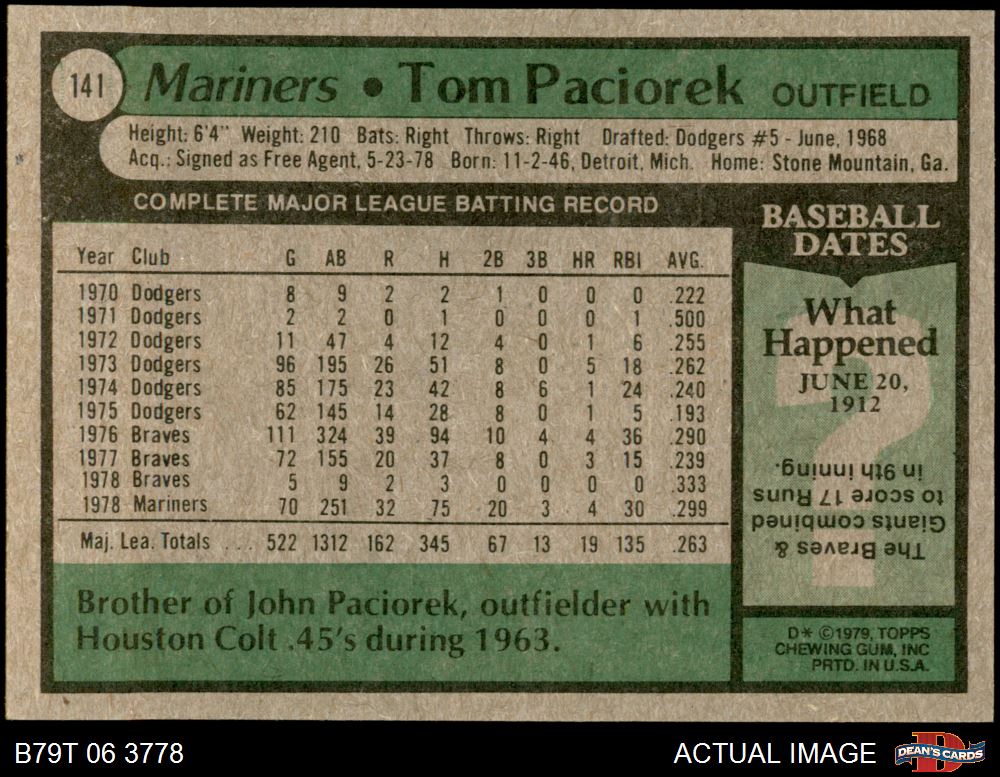 141
Mariners • Tom Paciorek OUTFIELD
Height: 6'4" Weight: 210 Bats: Right Throws: Right Drafted: Dodgers #5 - June, 1968
Acq.: Signed as Free Agent, 5-23-78 Born: 11-2-46, Detroit, Mich. Home: Stone Mountain, Ga.
COMPLETE MAJOR LEAGUE BATTING RECORD
Year Club G AB R H 2B 3B HR RBI AVG.
1970 Dodgers 8 9 2 2 1 0 0 0 .222
1971 Dodgers 2 2 0 1 0 0 0 1 .500
1972 Dodgers 11 47 4 12 4 0 1 6 .255
1973 Dodgers 96 195 26 51 8 0 5 18 .262
1974 Dodgers 85 175 23 42 8 6 1 24 .240
1975 Dodgers 62 145 14 28 8 0 1 5 .193
1976 Braves 111 324 39 94 10 4 4 36 .290
1977 Braves 72 155 20 37 8 0 3 15 .239
1978 Braves 5 9 2 3 0 0 0 0 .333
1978 Mariners 70 251 32 75 20 3 4 30 .299
Maj. Lea. Totals ... 522 1312 162 345 67 13 19 135 .263
Brother of John Paciorek, outfielder with
Houston Colt .45's during 1963.
BASEBALL
DATES
What
Happened
JUNE 20,
1912
?
The Braves &
Giants combined
to score 17 Runs
in 9th inning.
D* ©1979, TOPPS
CHEWING GUM, INC
PRTD. IN U.S.A.
B79T 06 3778
ACTUAL IMAGE
D
DEAN'S CARDS